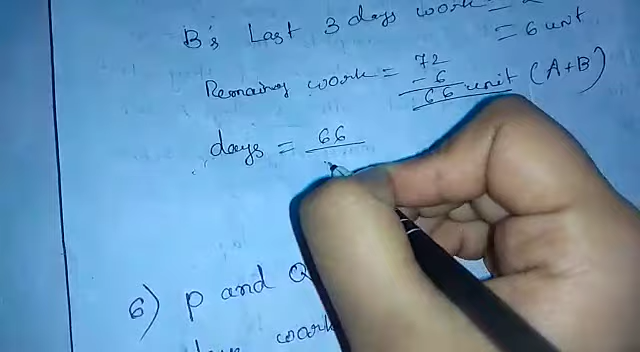 B's Last 3 days work =
= 6 unit
Remaining work = 72
- 6
66 unit (A+B)
days = 66
6) P and Q
work